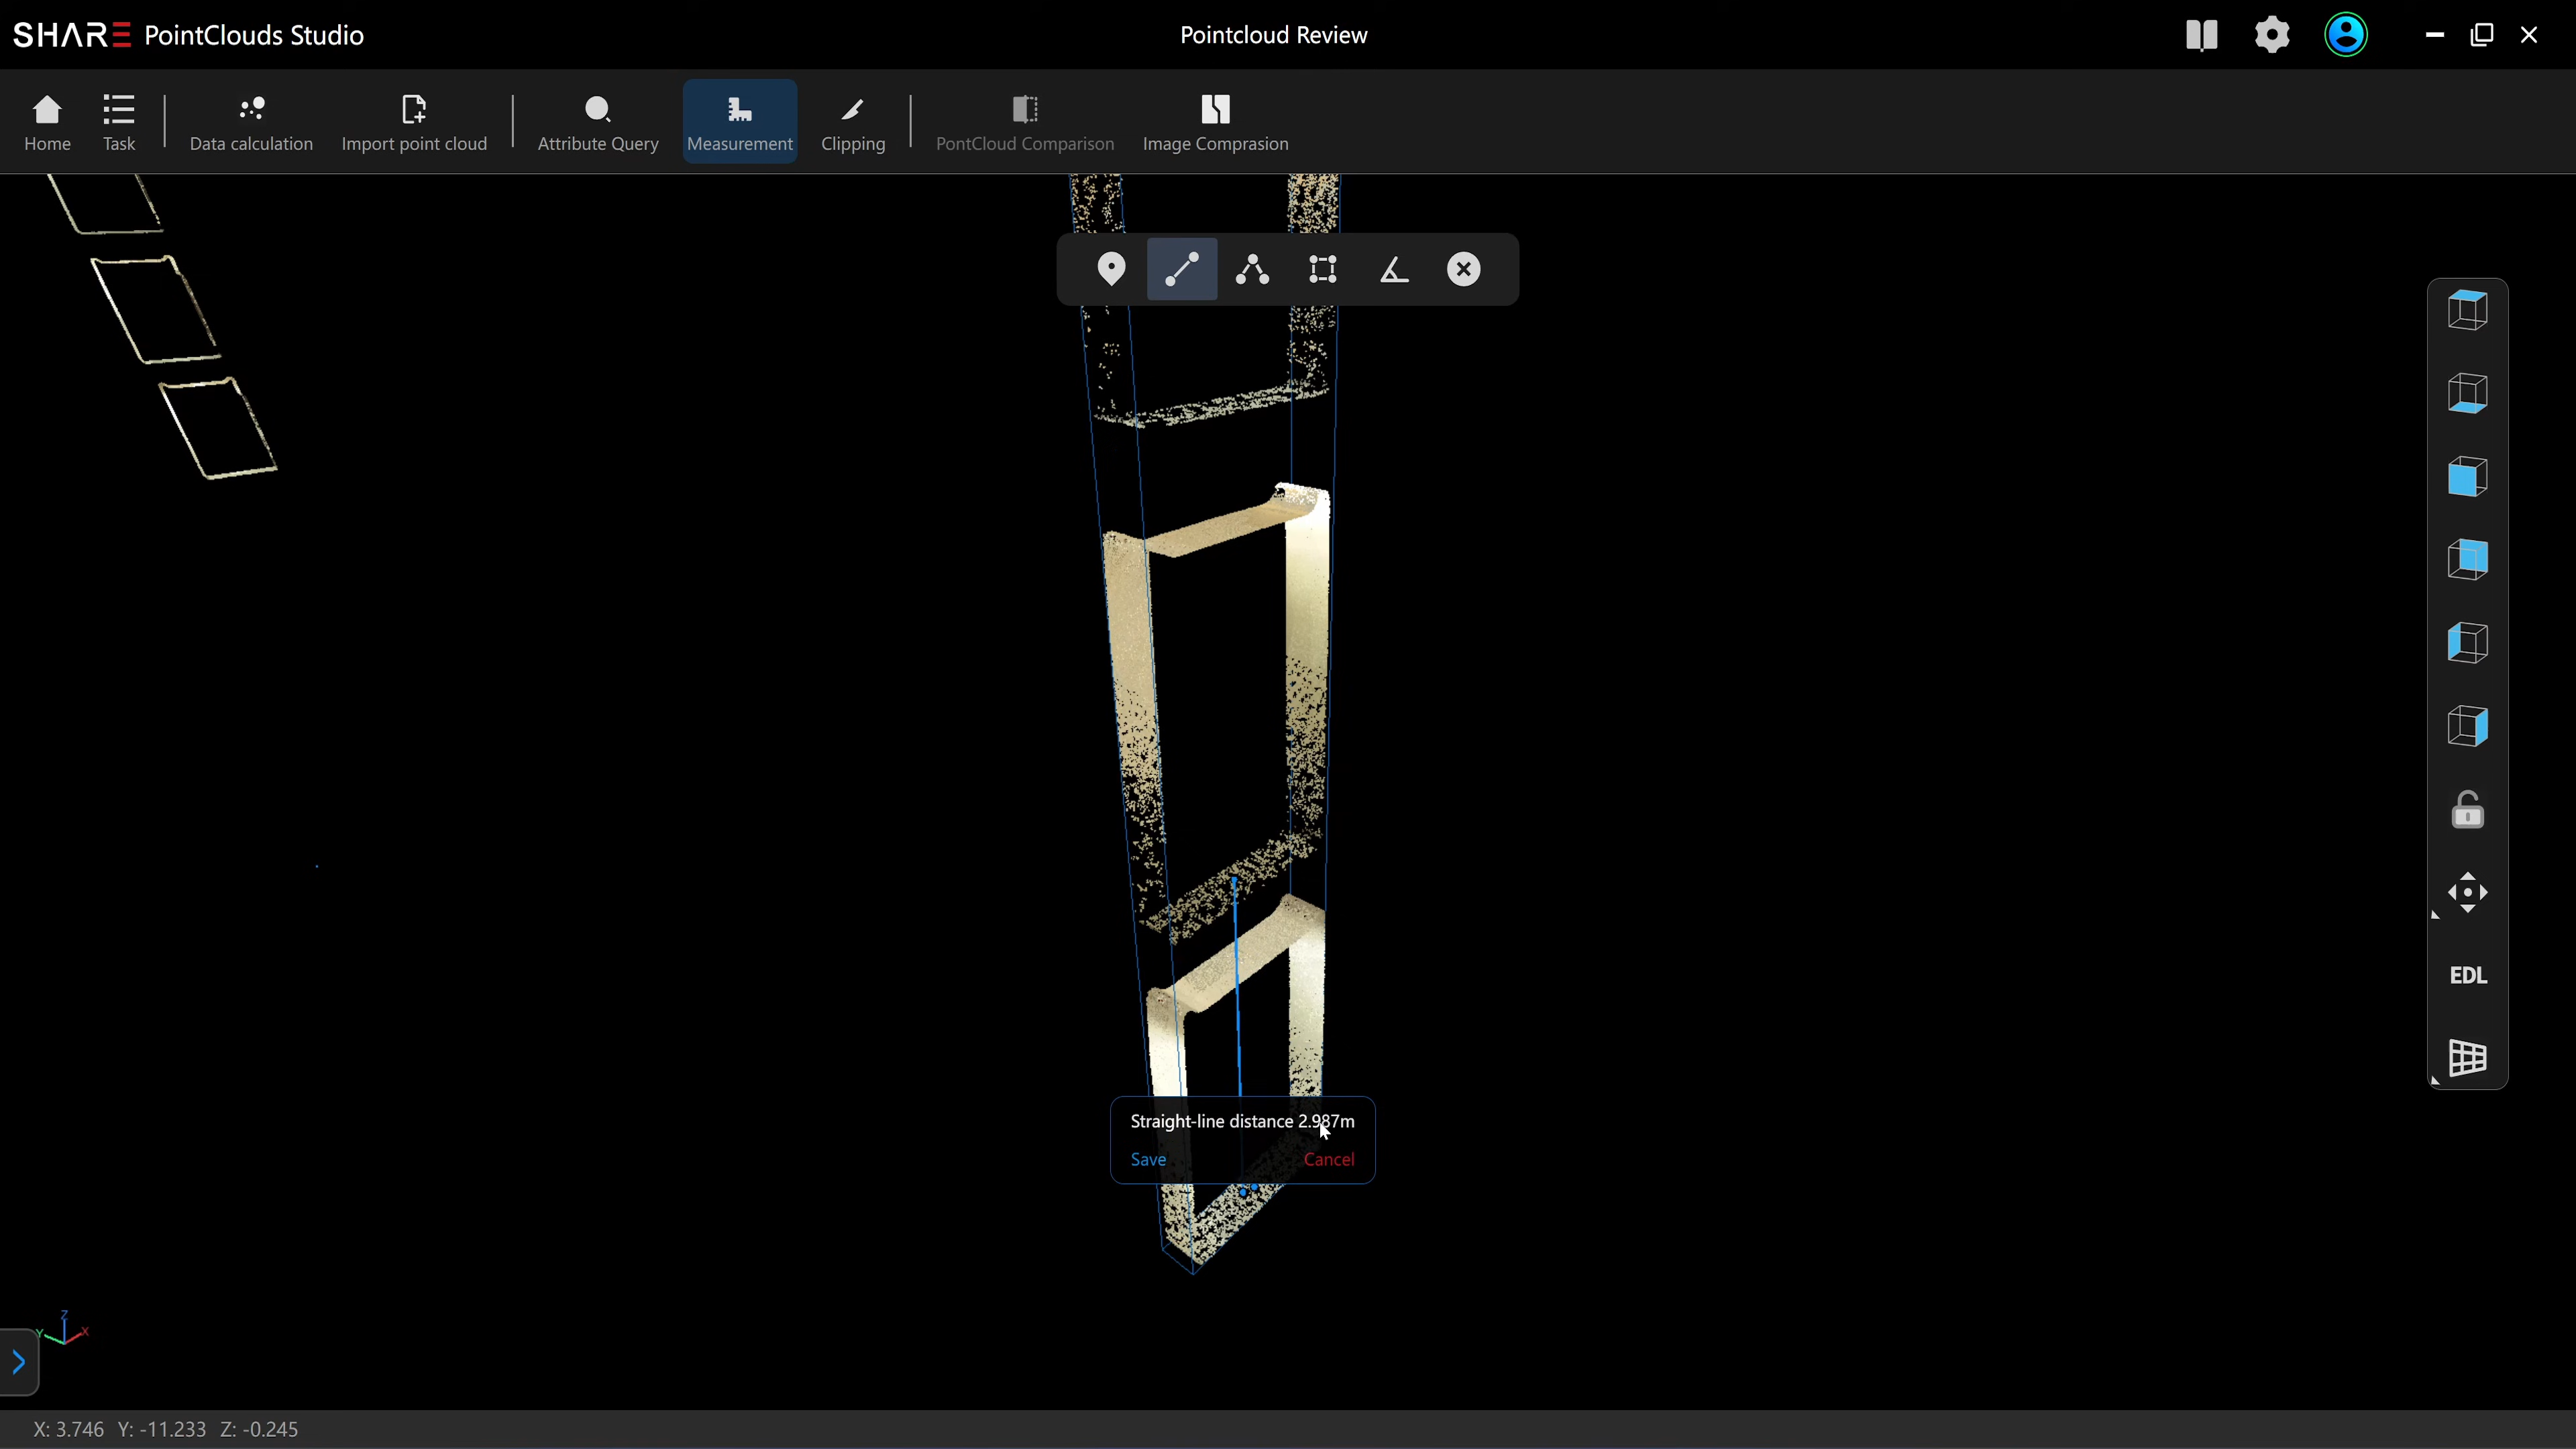 SHARE PointClouds Studio
Pointcloud Review
Home
Task
Data calculation
Import point cloud
Attribute Query
Measurement
Clipping
PontCloud Comparison
Image Comprasion
EDL
Straight-line distance 2.987m
Save
Cancel
Z
Y
X
X: 3.746 Y: -11.233 Z: -0.245